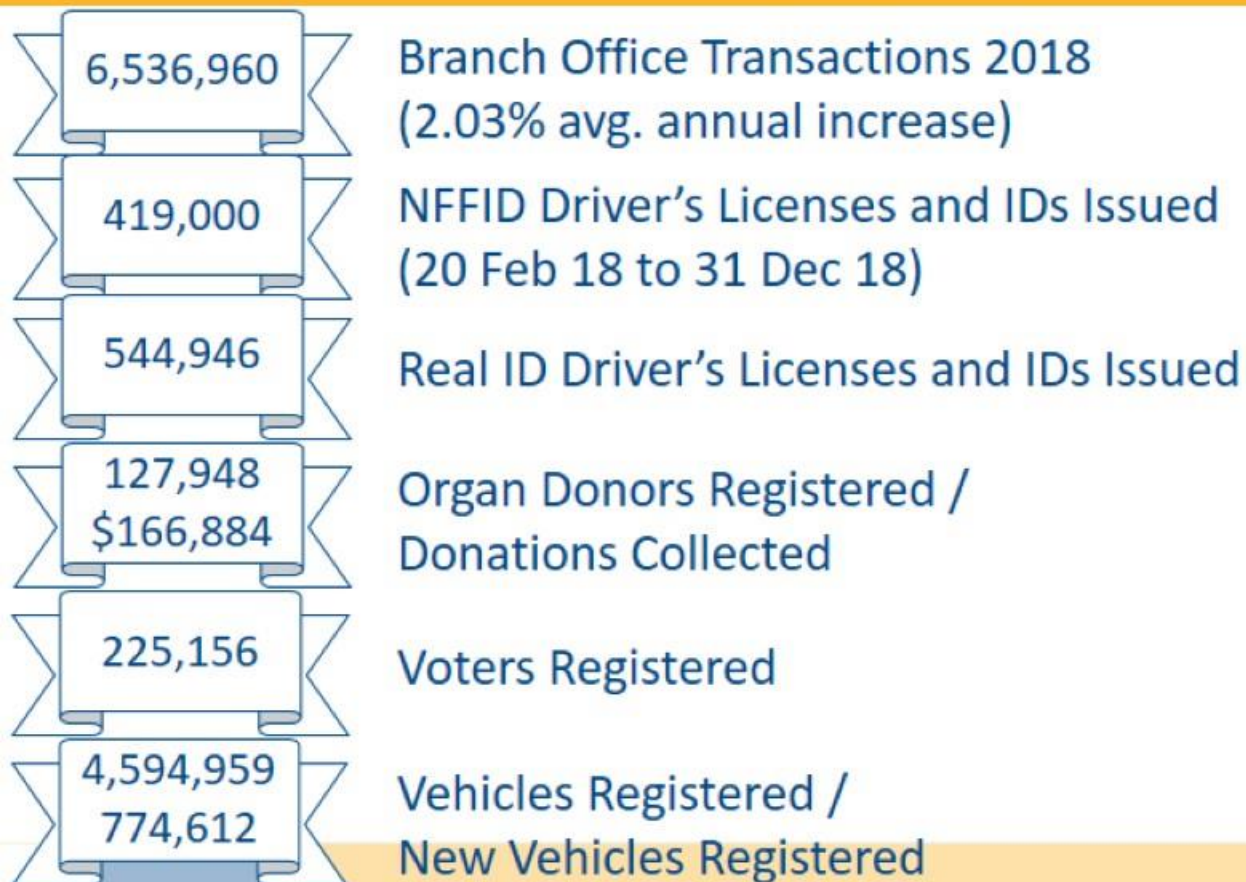 6,536,960
Branch Office Transactions 2018
(2.03% avg. annual increase)
419,000
NFFID Driver’s Licenses and IDs Issued
(20 Feb 18 to 31 Dec 18)
544,946
Real ID Driver’s Licenses and IDs Issued
127,948
$166,884
Organ Donors Registered /
Donations Collected
225,156
Voters Registered
4,594,959
774,612
Vehicles Registered /
New Vehicles Registered